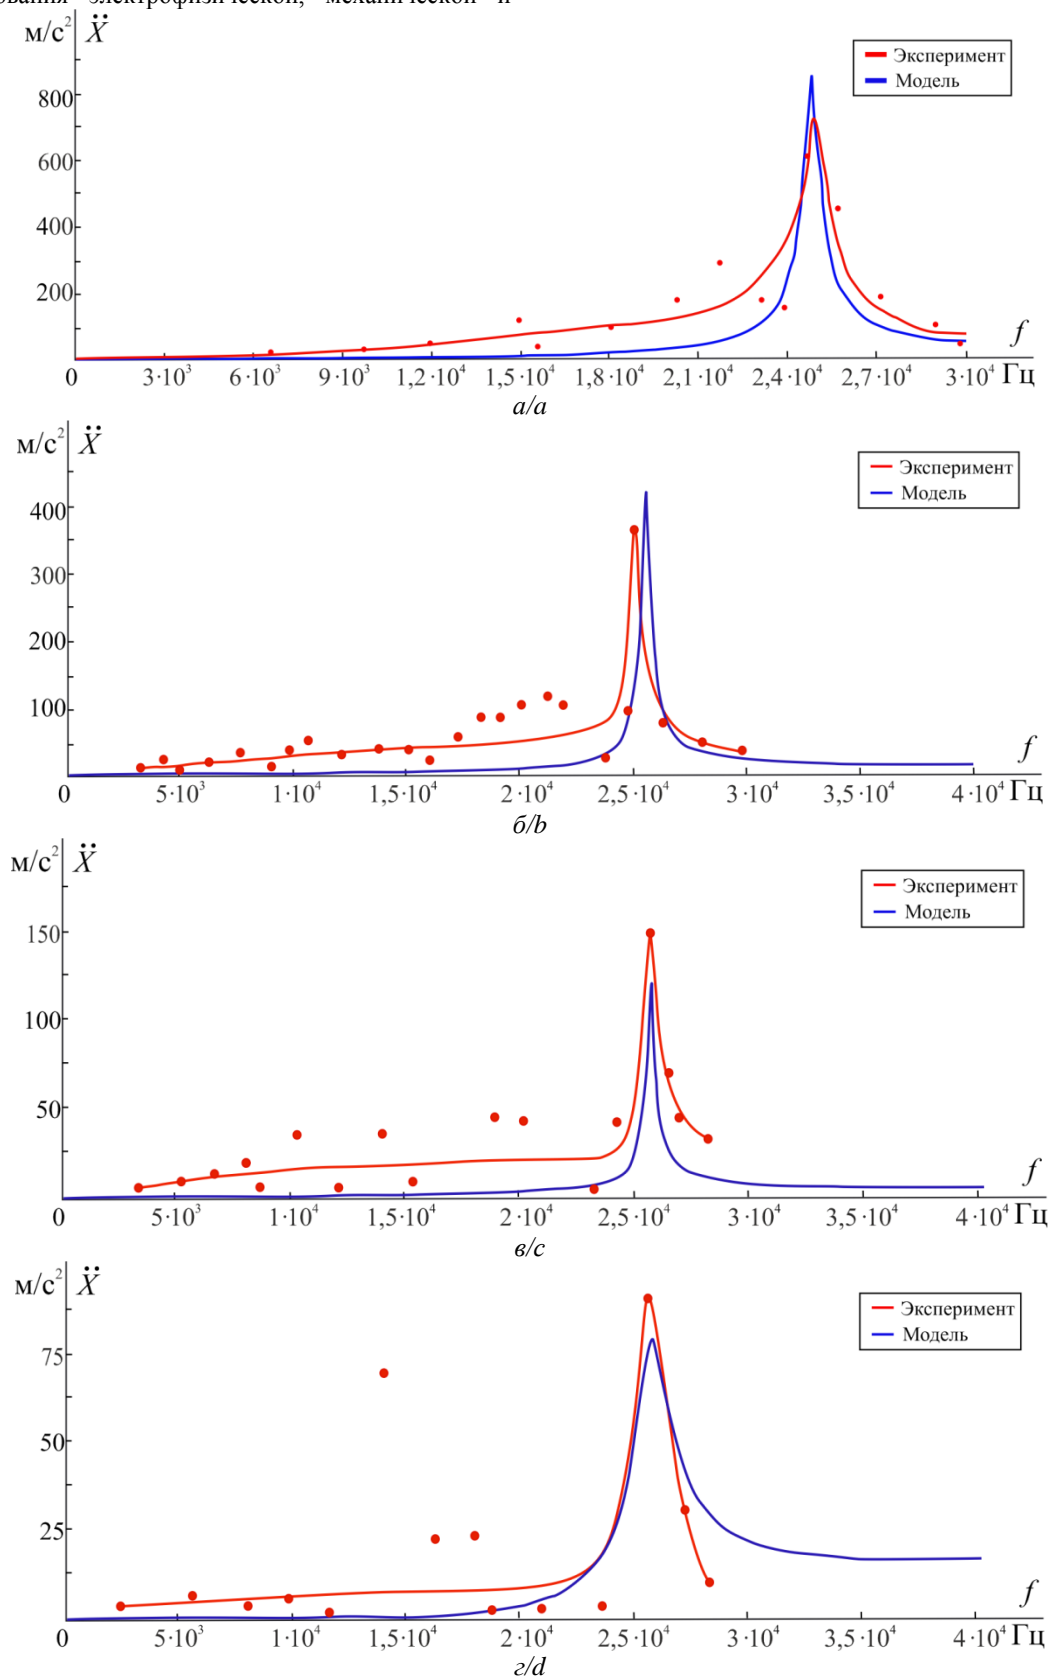 электрофизической, механической и
м/с² Ẍ
Эксперимент
Модель
800
600
400
200
f
0 3·10³ 6·10³ 9·10³ 1,2·10⁴ 1,5·10⁴ 1,8·10⁴ 2,1·10⁴ 2,4·10⁴ 2,7·10⁴ 3·10⁴ Гц
а/a
м/с² Ẍ
Эксперимент
Модель
400
300
200
100
f
0 5·10³ 1·10⁴ 1,5·10⁴ 2·10⁴ 2,5·10⁴ 3·10⁴ 3,5·10⁴ 4·10⁴ Гц
б/b
м/с² Ẍ
Эксперимент
Модель
150
100
50
f
0 5·10³ 1·10⁴ 1,5·10⁴ 2·10⁴ 2,5·10⁴ 3·10⁴ 3,5·10⁴ 4·10⁴ Гц
в/c
м/с² Ẍ
Эксперимент
Модель
75
50
25
f
0 5·10³ 1·10⁴ 1,5·10⁴ 2·10⁴ 2,5·10⁴ 3·10⁴ 3,5·10⁴ 4·10⁴ Гц
г/d